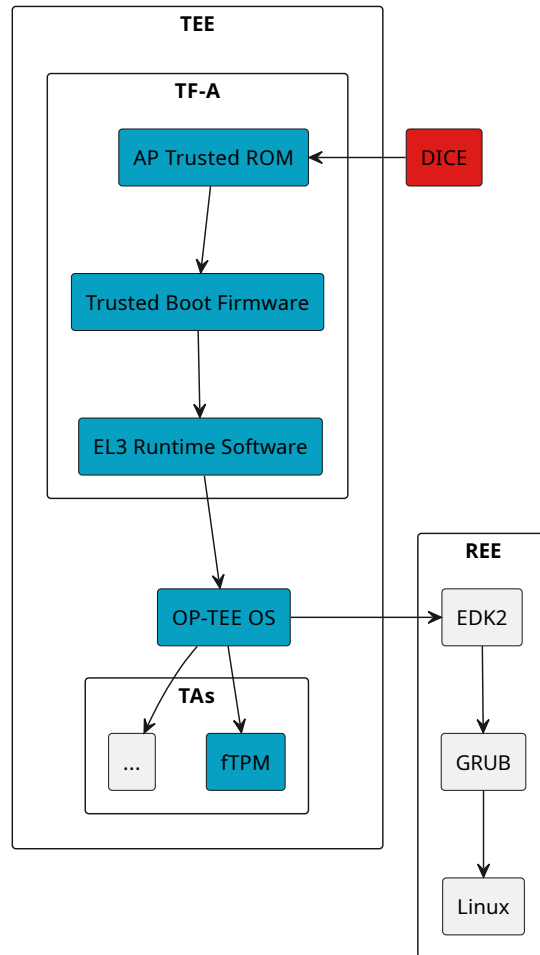 TEE
TF-A
AP Trusted ROM
DICE
Trusted Boot Firmware
EL3 Runtime Software
REE
OP-TEE OS
EDK2
TAs
...
fTPM
GRUB
Linux